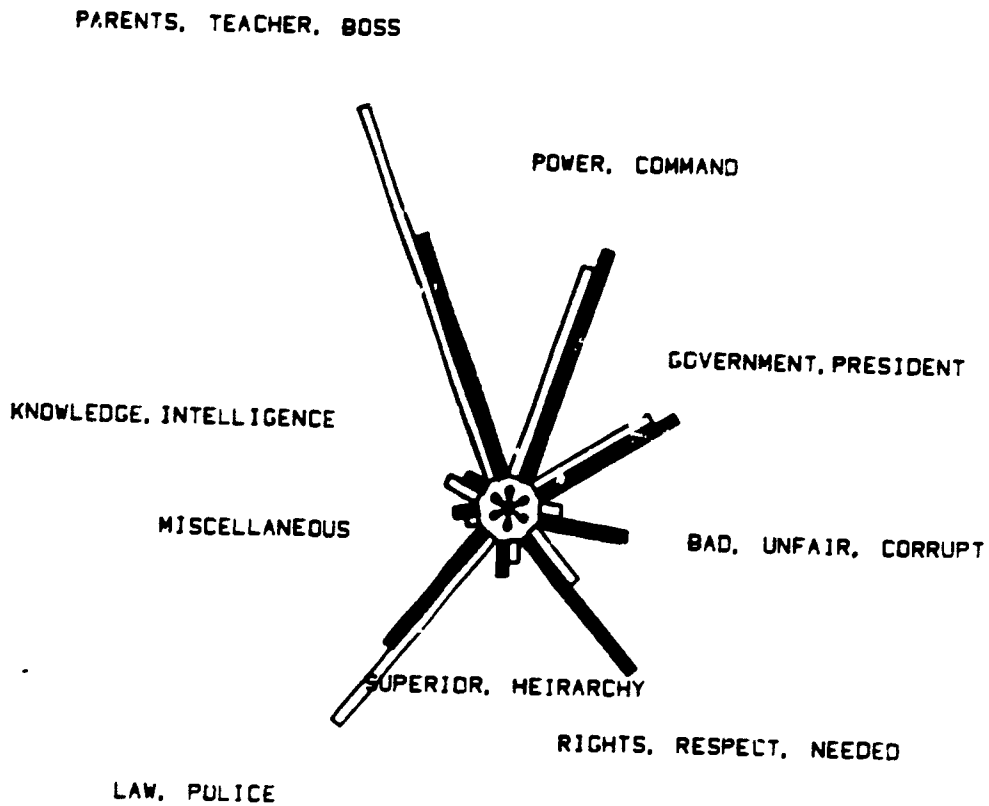 PARENTS, TEACHER, BOSS
POWER, COMMAND
GOVERNMENT, PRESIDENT
KNOWLEDGE, INTELLIGENCE
MISCELLANEOUS
BAD, UNFAIR, CORRUPT
SUPERIOR, HEIRARCHY
RIGHTS, RESPECT, NEEDED
LAW, POLICE